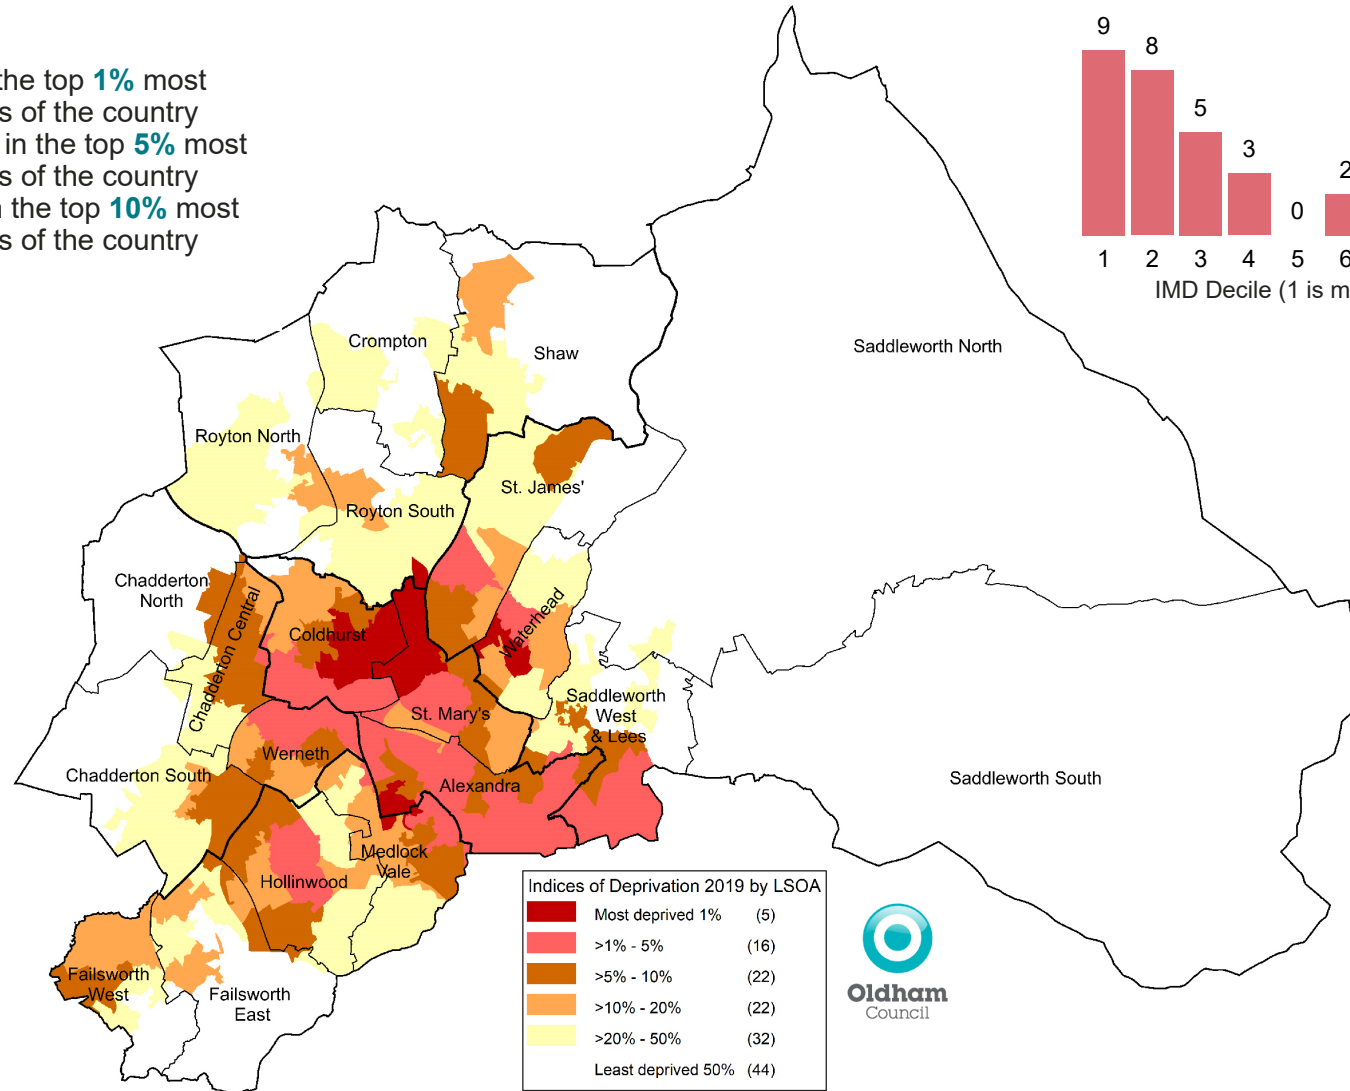 the top 1% most
s of the country
in the top 5% most
s of the country
the top 10% most
s of the country
9
8
5
3
0
2
1 2 3 4 5 6
IMD Decile (1 is m
Crompton
Shaw
Saddleworth North
Royton North
St. James'
Royton South
Chadderton
North
Chadderton Central
Coldhurst
Waterhead
Saddleworth
West
& Lees
St. Mary's
Werneth
Chadderton South
Alexandra
Saddleworth South
Medlock
Vale
Hollinwood
Failsworth
West
Failsworth
East
Indices of Deprivation 2019 by LSOA
Most deprived 1% (5)
>1% - 5% (16)
>5% - 10% (22)
>10% - 20% (22)
>20% - 50% (32)
Least deprived 50% (44)
Oldham
Council